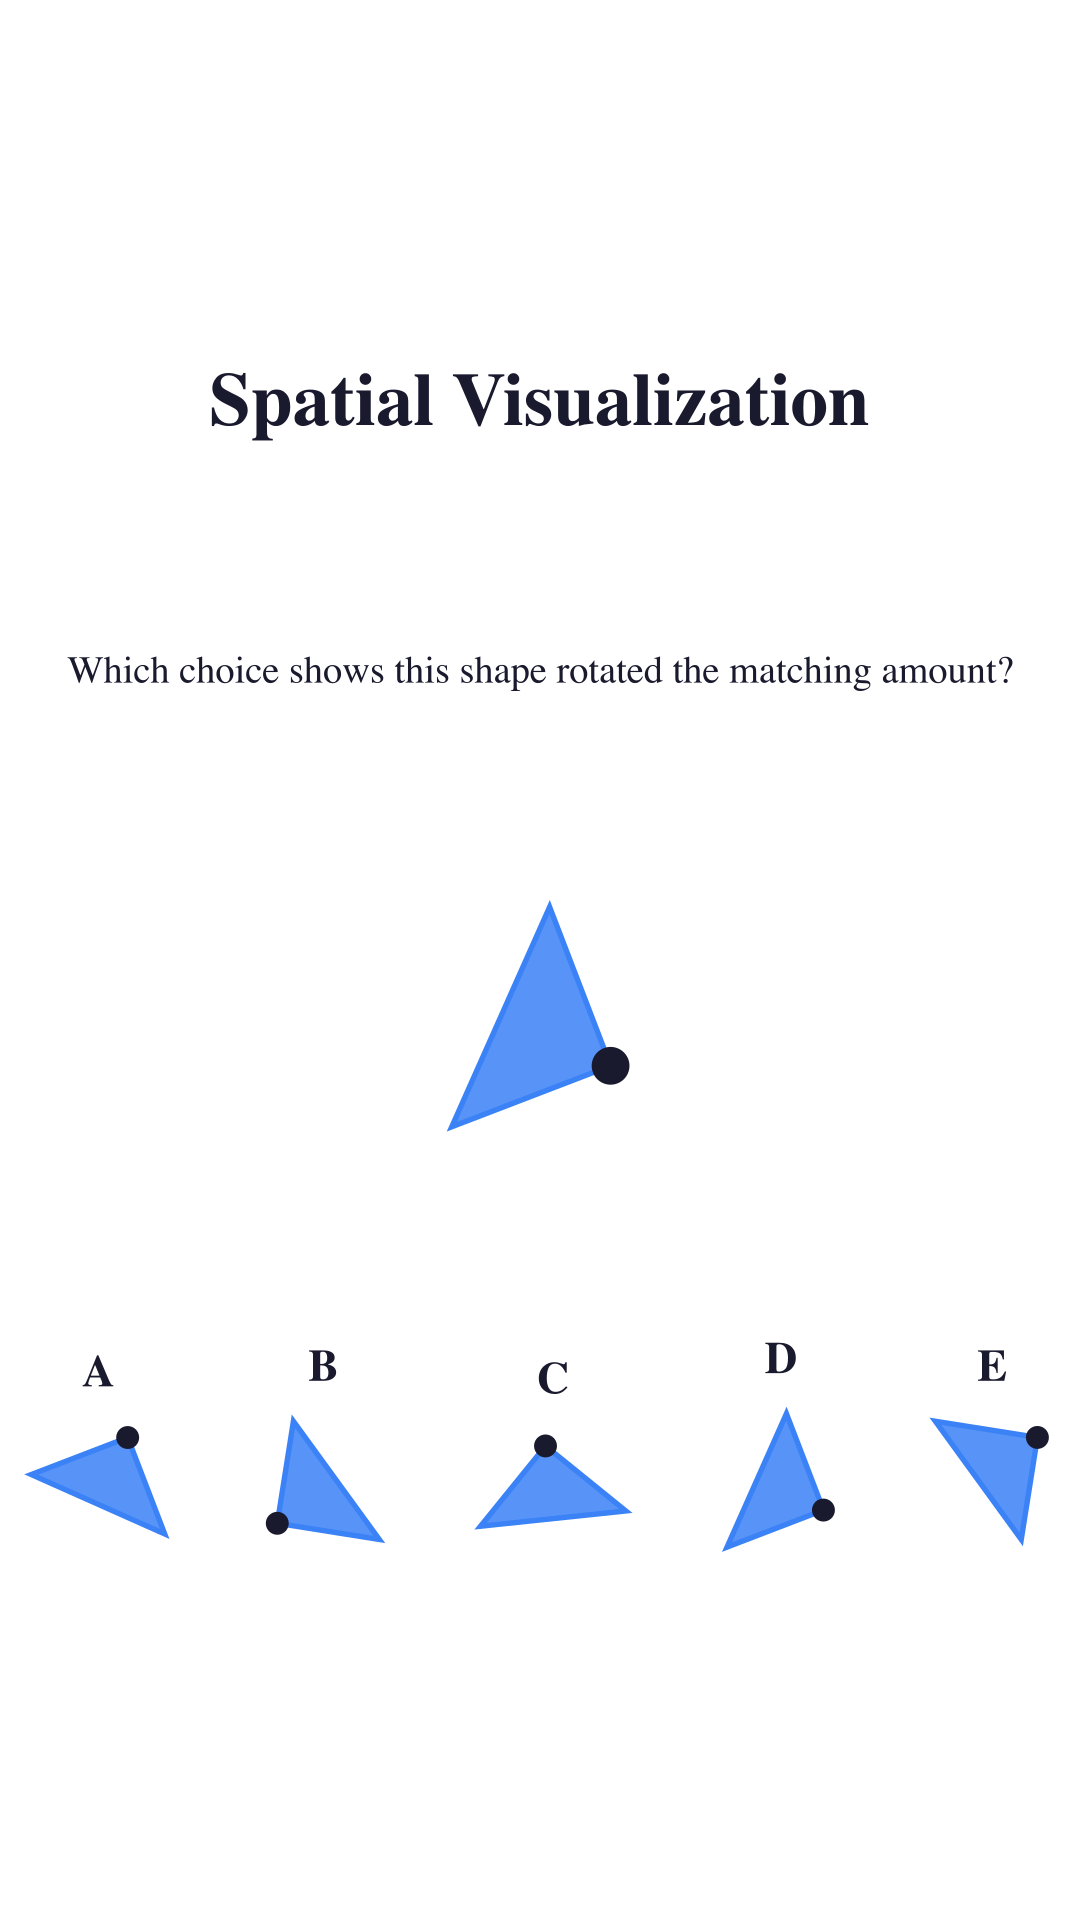 Spatial Visualization
Which choice shows this shape rotated the matching amount?
A
B
C
D
E